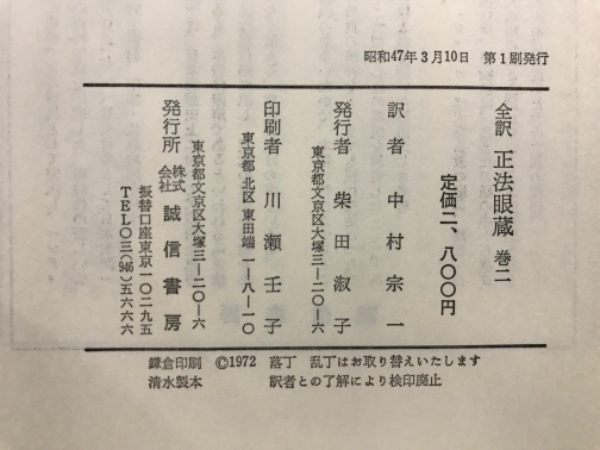 昭和47年3月10日 第1刷発行
全訳 正法眼蔵 巻二
定価二、八〇〇円
訳者 中村宗一
発行者 柴田淑子
東京都文京区大塚三―二〇―六
印刷者 川瀬壬子
東京都北区東田端一―八―一〇
東京都文京区大塚三―二〇―六
発行所 株式会社 誠信書房
振替口座東京一〇二九五
TEL〇三(946)五六六六
鎌倉印刷 ©1972 落丁 乱丁はお取り替えいたします
清水製本 訳者との了解により検印廃止